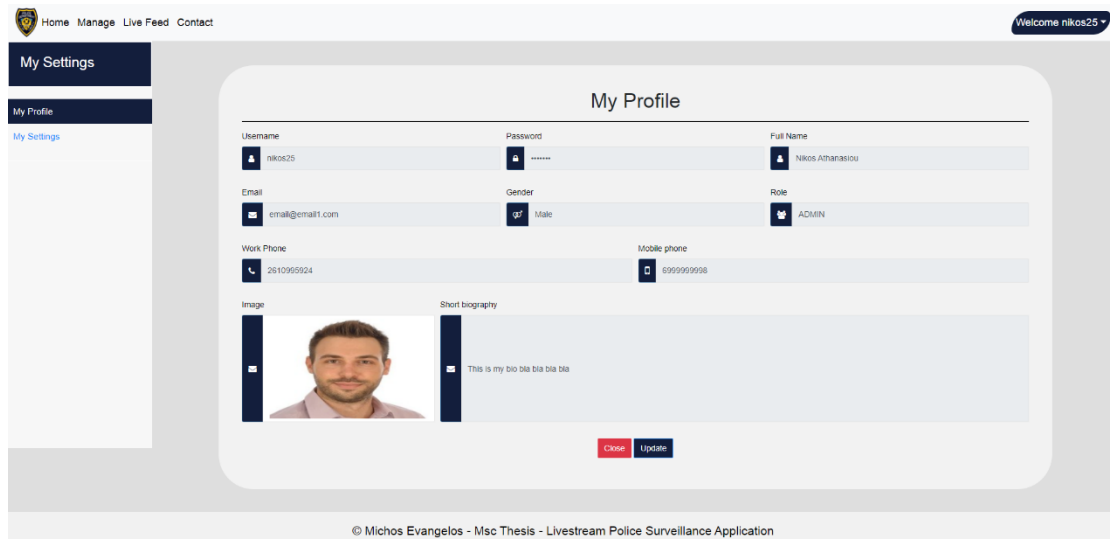 Home Manage Live Feed Contact
Welcome nikos25
My Settings
My Profile
My Settings
My Profile
Username Password Full Name
nikos25 ••••••• Nikos Athanasiou
Email Gender Role
email@email1.com Male ADMIN
Work Phone Mobile phone
2610995924 6999999998
Image Short biography
This is my bio bla bla bla bla
Close Update
© Michos Evangelos - Msc Thesis - Livestream Police Surveillance Application